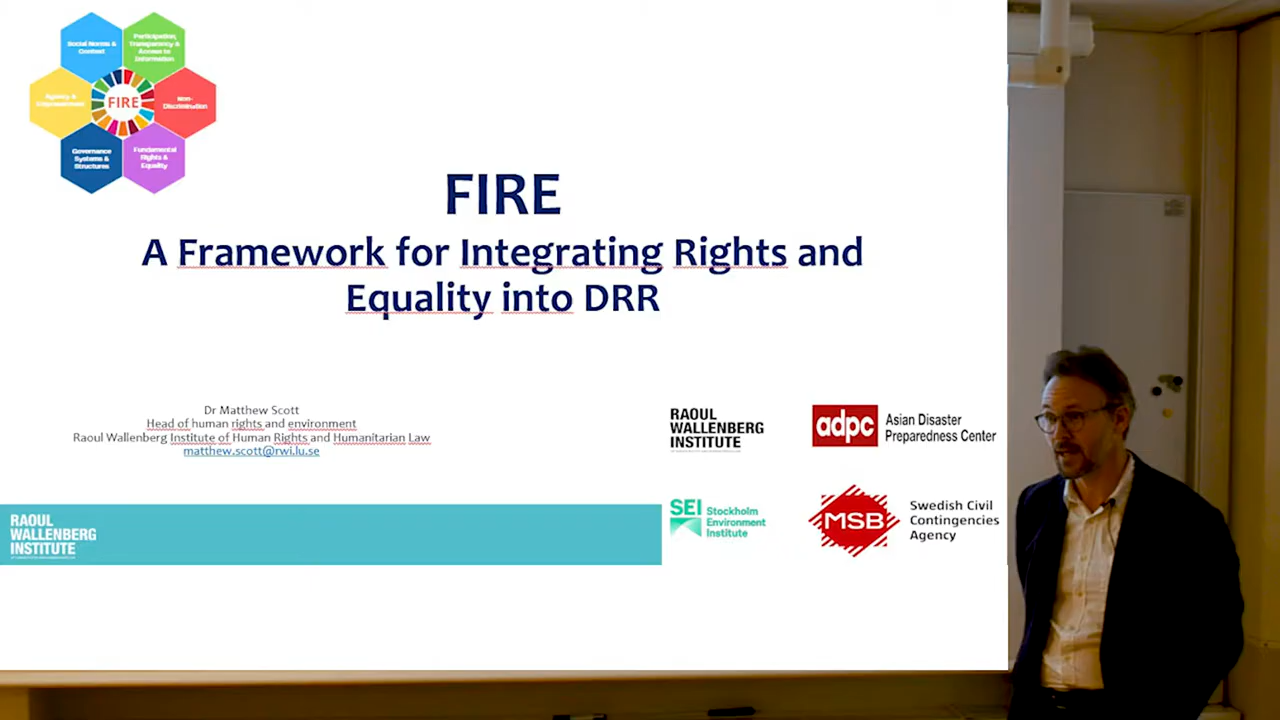 Social Norms &
Context
Participation,
Transparency &
Access to
Information
Agency &
Empowerment
FIRE
Non-
Discrimination
Governance
Systems &
Structures
Fundamental
Rights &
Equality
FIRE
A Framework for Integrating Rights and
Equality into DRR
Dr Matthew Scott
Head of human rights and environment
Raoul Wallenberg Institute of Human Rights and Humanitarian Law
matthew.scott@rwi.lu.se
RAOUL
WALLENBERG
INSTITUTE
adpc
Asian Disaster
Preparedness Center
SEI
Stockholm
Environment
Institute
MSB
Swedish Civil
Contingencies
Agency
RAOUL
WALLENBERG
INSTITUTE